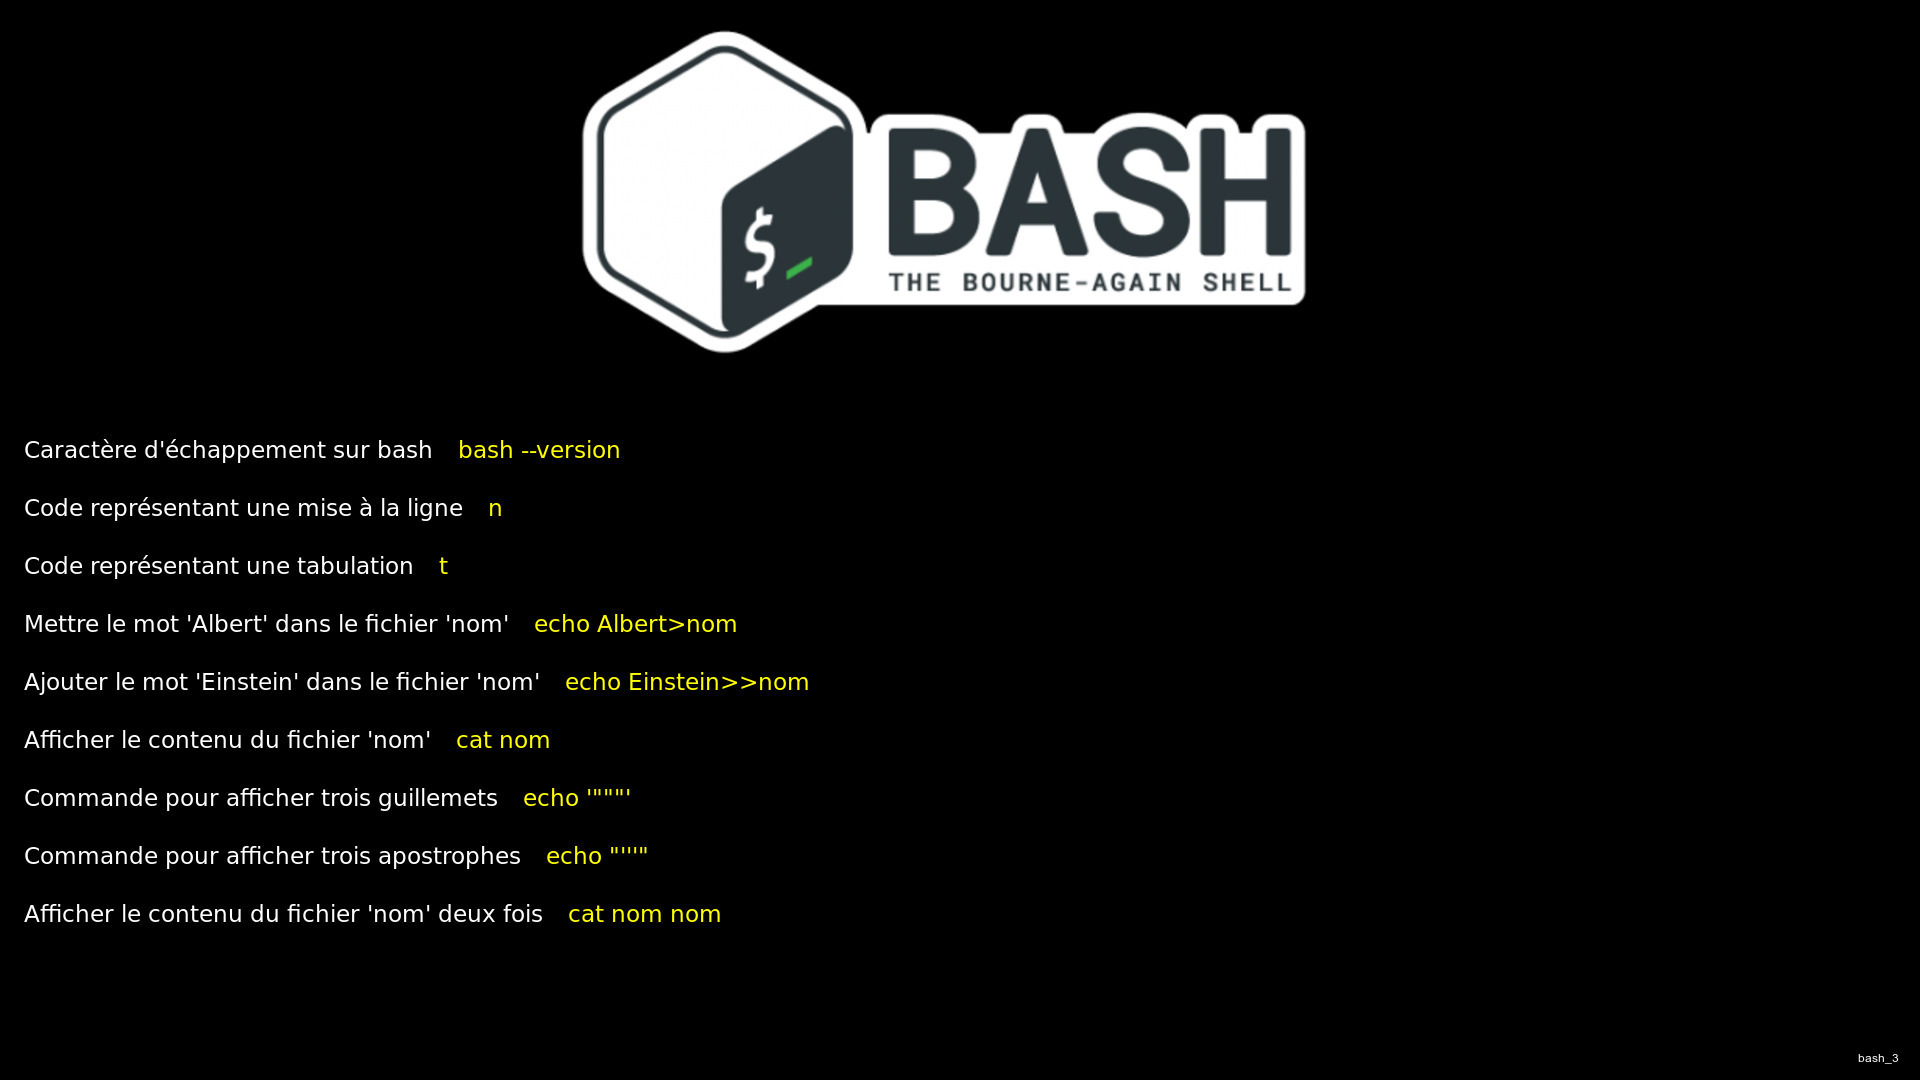 $_
BASH
THE BOURNE-AGAIN SHELL
Caractère d'échappement sur bash bash --version
Code représentant une mise à la ligne n
Code représentant une tabulation t
Mettre le mot 'Albert' dans le fichier 'nom' echo Albert>nom
Ajouter le mot 'Einstein' dans le fichier 'nom' echo Einstein>>nom
Afficher le contenu du fichier 'nom' cat nom
Commande pour afficher trois guillemets echo '"""'
Commande pour afficher trois apostrophes echo "'''"
Afficher le contenu du fichier 'nom' deux fois cat nom nom
bash_3